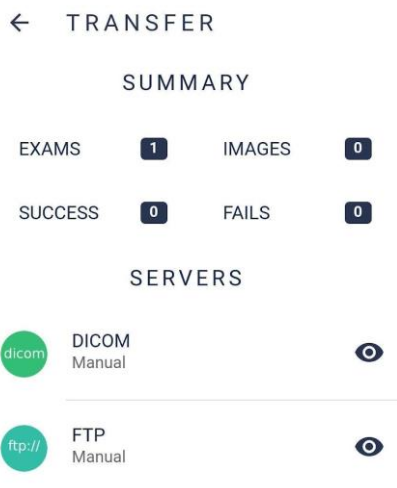 TRANSFER
SUMMARY
EXAMS 1 IMAGES 0
SUCCESS 0 FAILS 0
SERVERS
dicom DICOM
Manual
ftp:// FTP
Manual